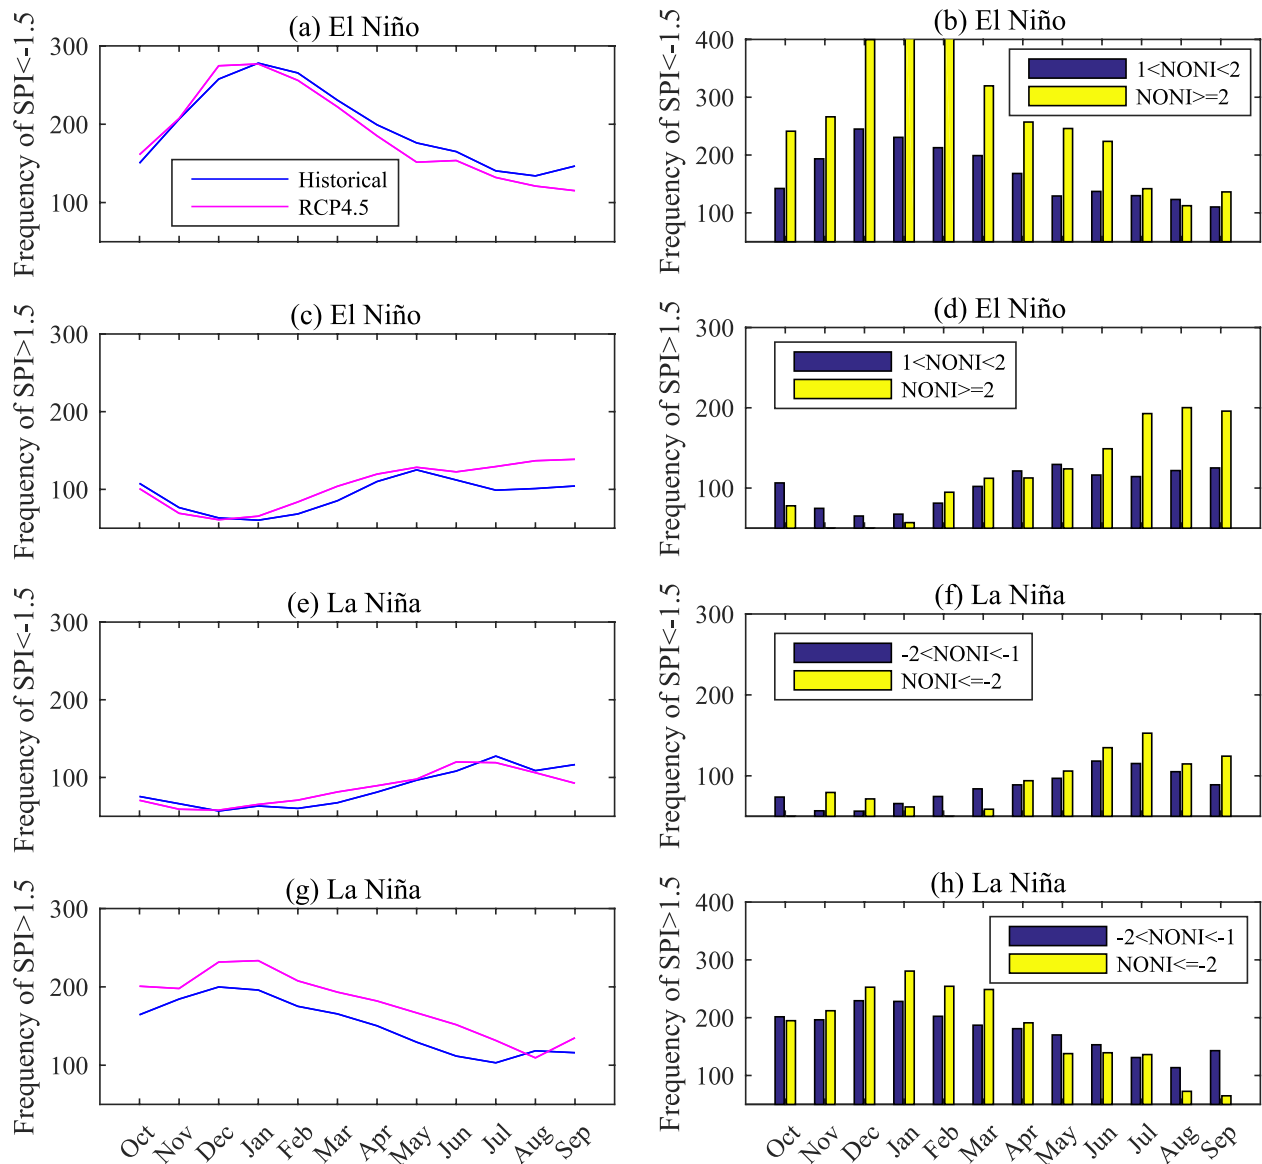 (a) El Niño
Frequency of SPI<-1.5
300
200
100
Historical
RCP4.5
(b) El Niño
Frequency of SPI<-1.5
400
300
200
100
1<NONI<2
NONI>=2
(c) El Niño
Frequency of SPI>1.5
300
200
100
(d) El Niño
Frequency of SPI>1.5
300
200
100
1<NONI<2
NONI>=2
(e) La Niña
Frequency of SPI<-1.5
300
200
100
(f) La Niña
Frequency of SPI<-1.5
300
200
100
-2<NONI<-1
NONI<=-2
(g) La Niña
Frequency of SPI>1.5
300
200
100
Oct Nov Dec Jan Feb Mar Apr May Jun Jul Aug Sep
(h) La Niña
Frequency of SPI>1.5
400
300
200
100
-2<NONI<-1
NONI<=-2
Oct Nov Dec Jan Feb Mar Apr May Jun Jul Aug Sep